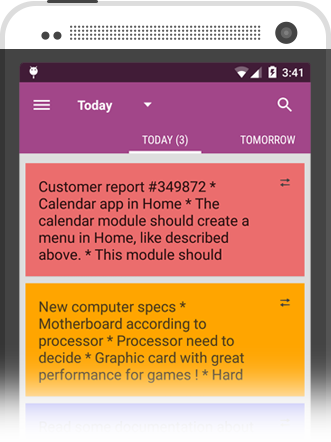 3:41
Today
TODAY (3)
TOMORROW
Customer report #349872 *
Calendar app in Home * The
calendar module should create a
menu in Home, like described
above. * This module should
New computer specs *
Motherboard according to
processor * Processor need to
decide * Graphic card with great
performance for games ! * Hard